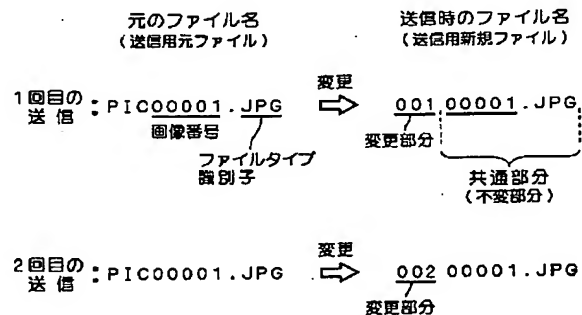 元のファイル名 送信時のファイル名
(送信用元ファイル) (送信用新規ファイル)
変更
1回目の送信 : PIC00001.JPG ⇨ 001 00001.JPG
画像番号 変更部分
ファイルタイプ識別子 共通部分
(不変部分)
変更
2回目の送信 : PIC00001.JPG ⇨ 002 00001.JPG
変更部分